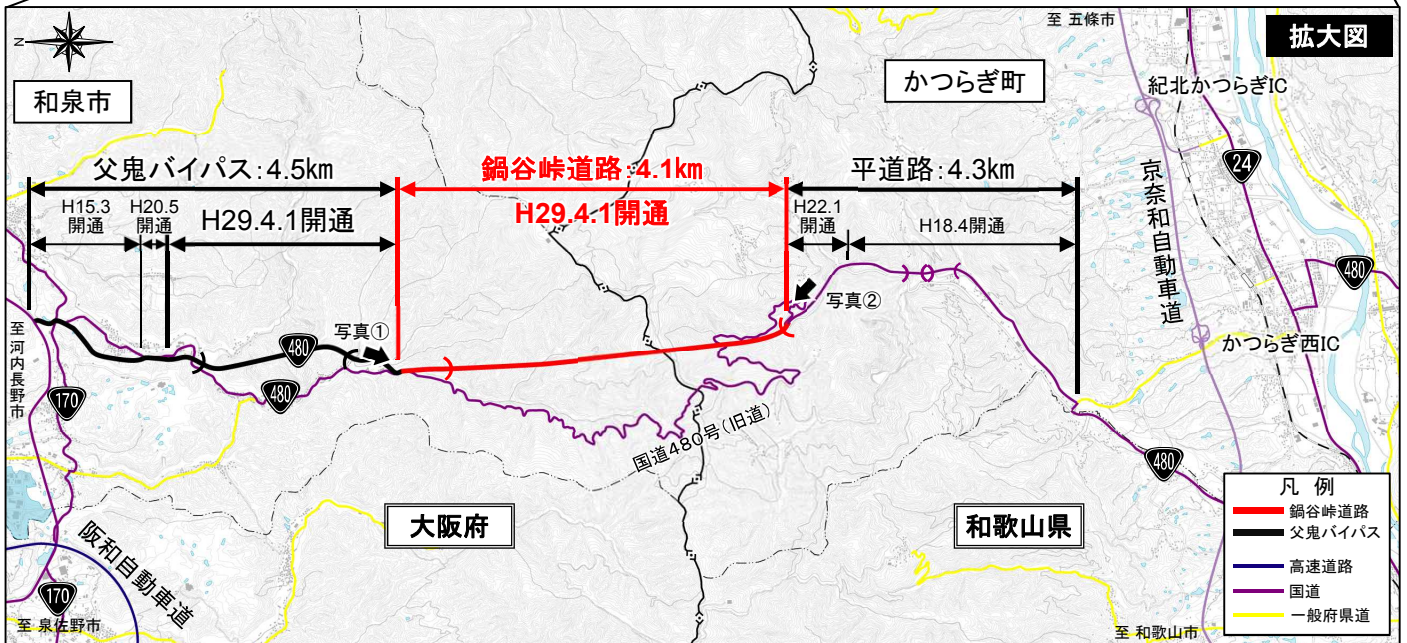 拡大図
N
和泉市
かつらぎ町
至 五條市
紀北かつらぎIC
父鬼バイパス:4.5km
鍋谷峠道路:4.1km
平道路:4.3km
H15.3
開通
H20.5
開通
H29.4.1開通
H29.4.1開通
H22.1
開通
H18.4開通
24
京奈和自動車道
480
写真①
写真②
至 河内長野市
480
480
170
かつらぎ西IC
国道480号(旧道)
480
大阪府
和歌山県
阪和自動車道
170
至 泉佐野市
至 和歌山市
凡 例
鍋谷峠道路
父鬼バイパス
高速道路
国道
一般府県道